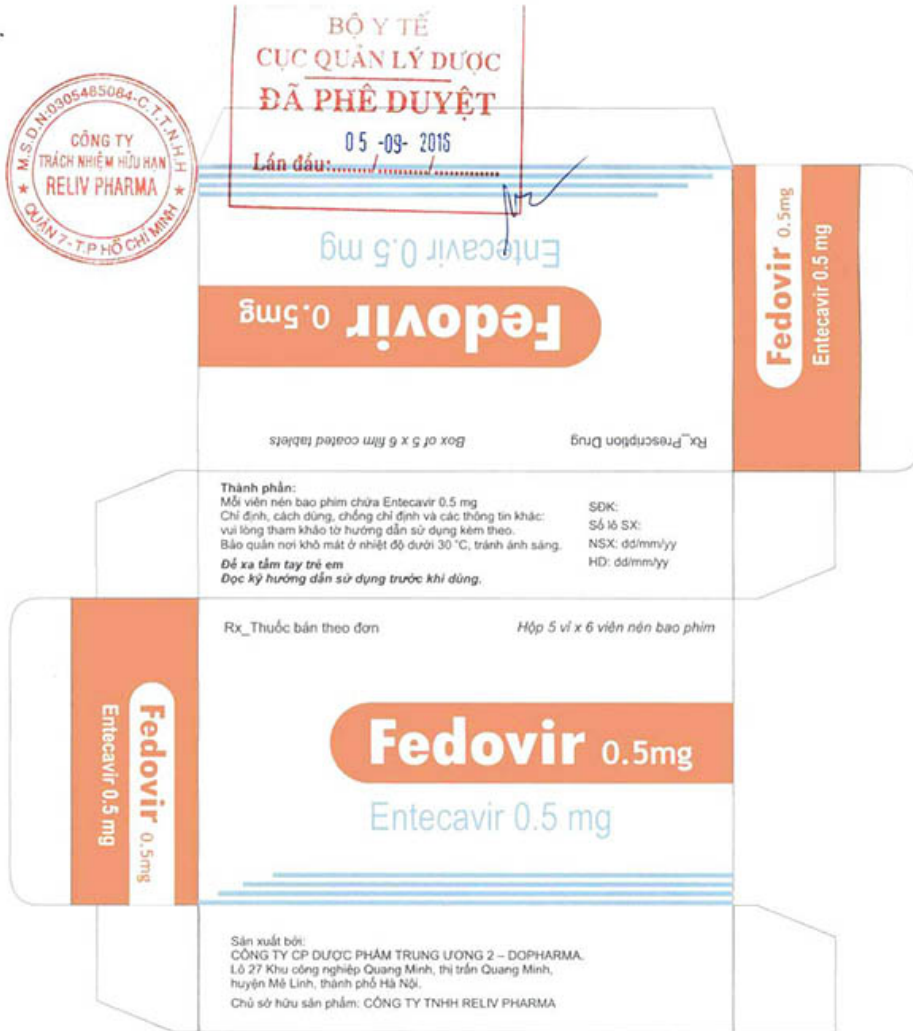 BỘ Y TẾ
CỤC QUẢN LÝ DƯỢC
ĐÃ PHÊ DUYỆT
05 -09- 2016
Lần đầu:........./............/............
M.S.D.N:0305485084-C.T.T.N.H.H
CÔNG TY
TRÁCH NHIỆM HỮU HẠN
RELIV PHARMA
QUẬN 7 - T.P HỒ CHÍ MINH
Entecavir 0.5 mg
Fedovir 0.5mg
Box of 5 x 6 film coated tablets
Rx_Prescription Drug
Fedovir 0.5mg
Entecavir 0.5 mg
Thành phần:
Mỗi viên nén bao phim chứa Entecavir 0.5 mg
Chỉ định, cách dùng, chống chỉ định và các thông tin khác:
vui lòng tham khảo tờ hướng dẫn sử dụng kèm theo.
Bảo quản nơi khô mát ở nhiệt độ dưới 30 °C, tránh ánh sáng.
Để xa tầm tay trẻ em
Đọc kỹ hướng dẫn sử dụng trước khi dùng.
SĐK:
Số lô SX:
NSX: dd/mm/yy
HD: dd/mm/yy
Rx_Thuốc bán theo đơn
Hộp 5 vỉ x 6 viên nén bao phim
Fedovir 0.5mg
Entecavir 0.5 mg
Fedovir 0.5mg
Entecavir 0.5 mg
Sản xuất bởi:
CÔNG TY CP DƯỢC PHẨM TRUNG ƯƠNG 2 – DOPHARMA.
Lô 27 Khu công nghiệp Quang Minh, thị trấn Quang Minh,
huyện Mê Linh, thành phố Hà Nội.
Chủ sở hữu sản phẩm: CÔNG TY TNHH RELIV PHARMA